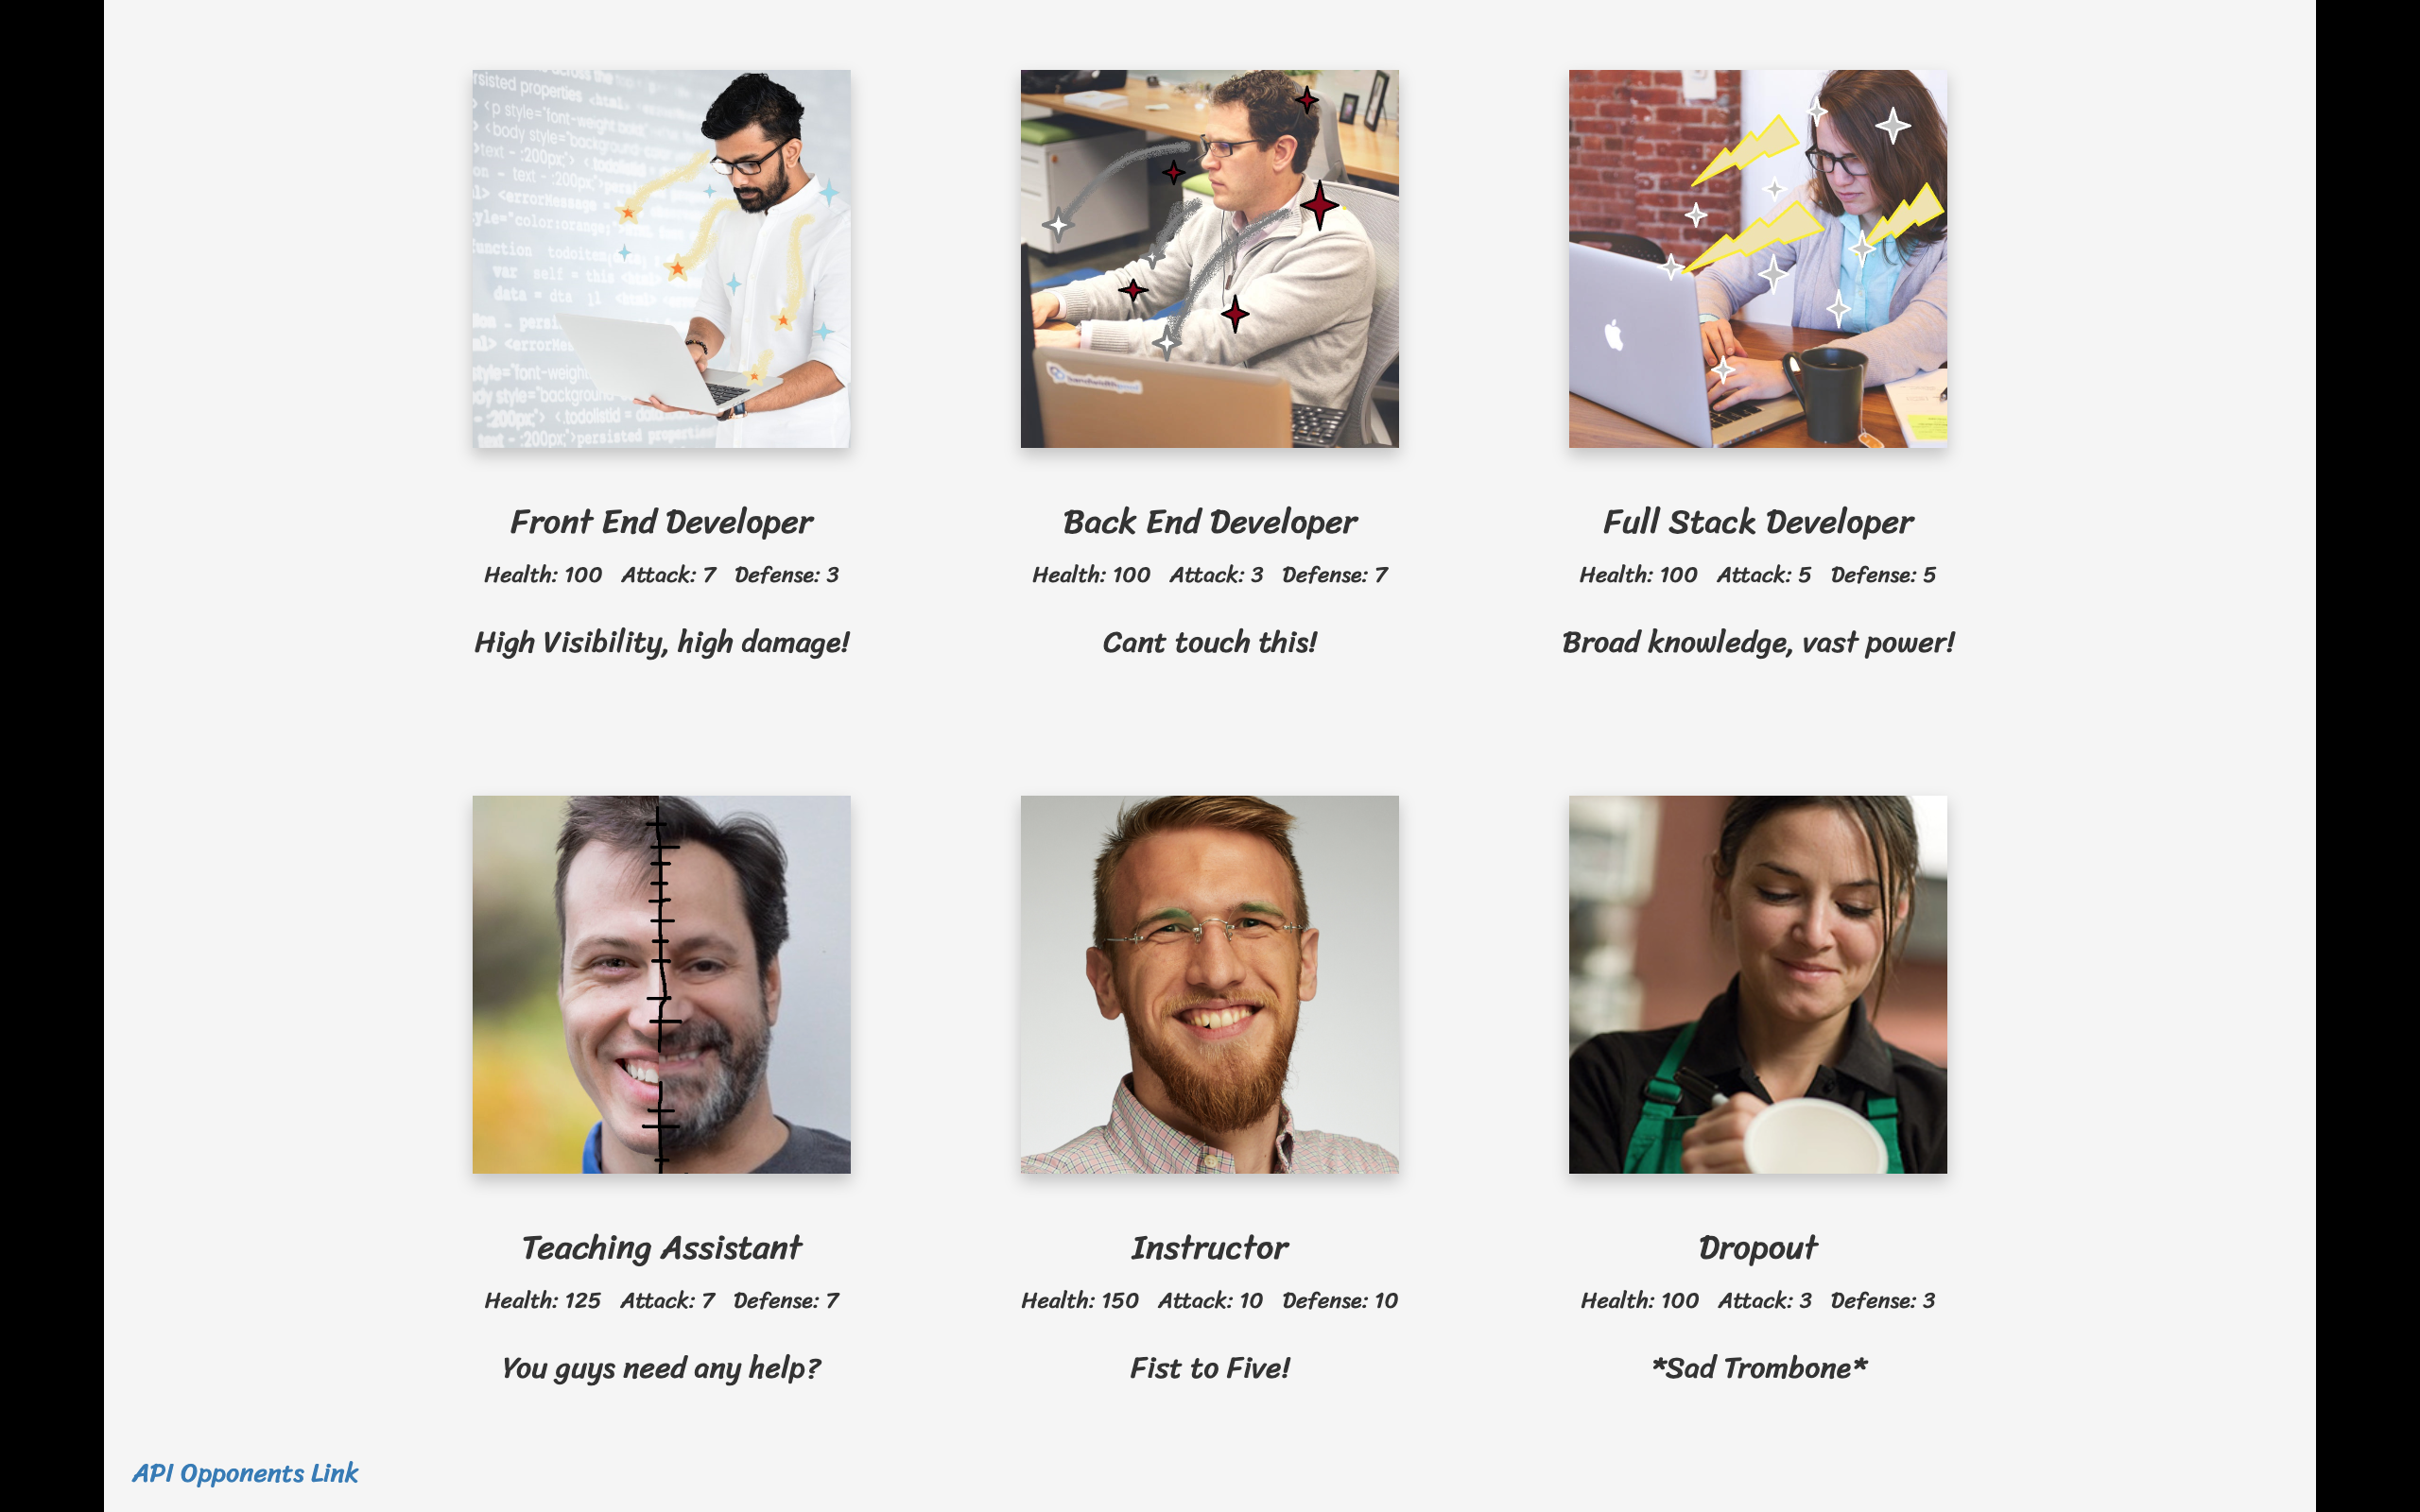 Front End Developer
Health: 100 Attack: 7 Defense: 3
High Visibility, high damage!
Back End Developer
Health: 100 Attack: 3 Defense: 7
Cant touch this!
Full Stack Developer
Health: 100 Attack: 5 Defense: 5
Broad knowledge, vast power!
Teaching Assistant
Health: 125 Attack: 7 Defense: 7
You guys need any help?
Instructor
Health: 150 Attack: 10 Defense: 10
Fist to Five!
Dropout
Health: 100 Attack: 3 Defense: 3
*Sad Trombone*
API Opponents Link